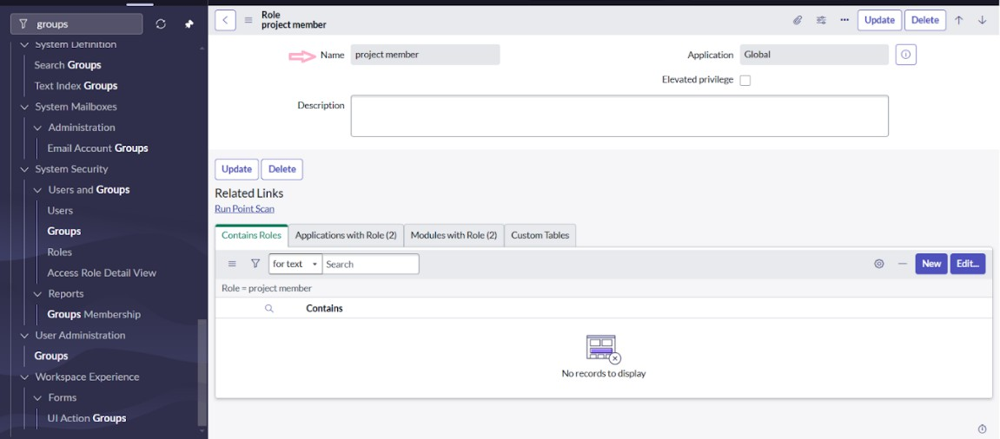 groups
System Definition
Search Groups
Text Index Groups
System Mailboxes
Administration
Email Account Groups
System Security
Users and Groups
Users
Groups
Roles
Access Role Detail View
Reports
Groups Membership
User Administration
Groups
Workspace Experience
Forms
UI Action Groups
Role
project member
Update Delete
Name project member
Application Global
Elevated privilege
Description
Update Delete
Related Links
Run Point Scan
Contains Roles Applications with Role (2) Modules with Role (2) Custom Tables
for text Search New Edit...
Role = project member
Contains
No records to display